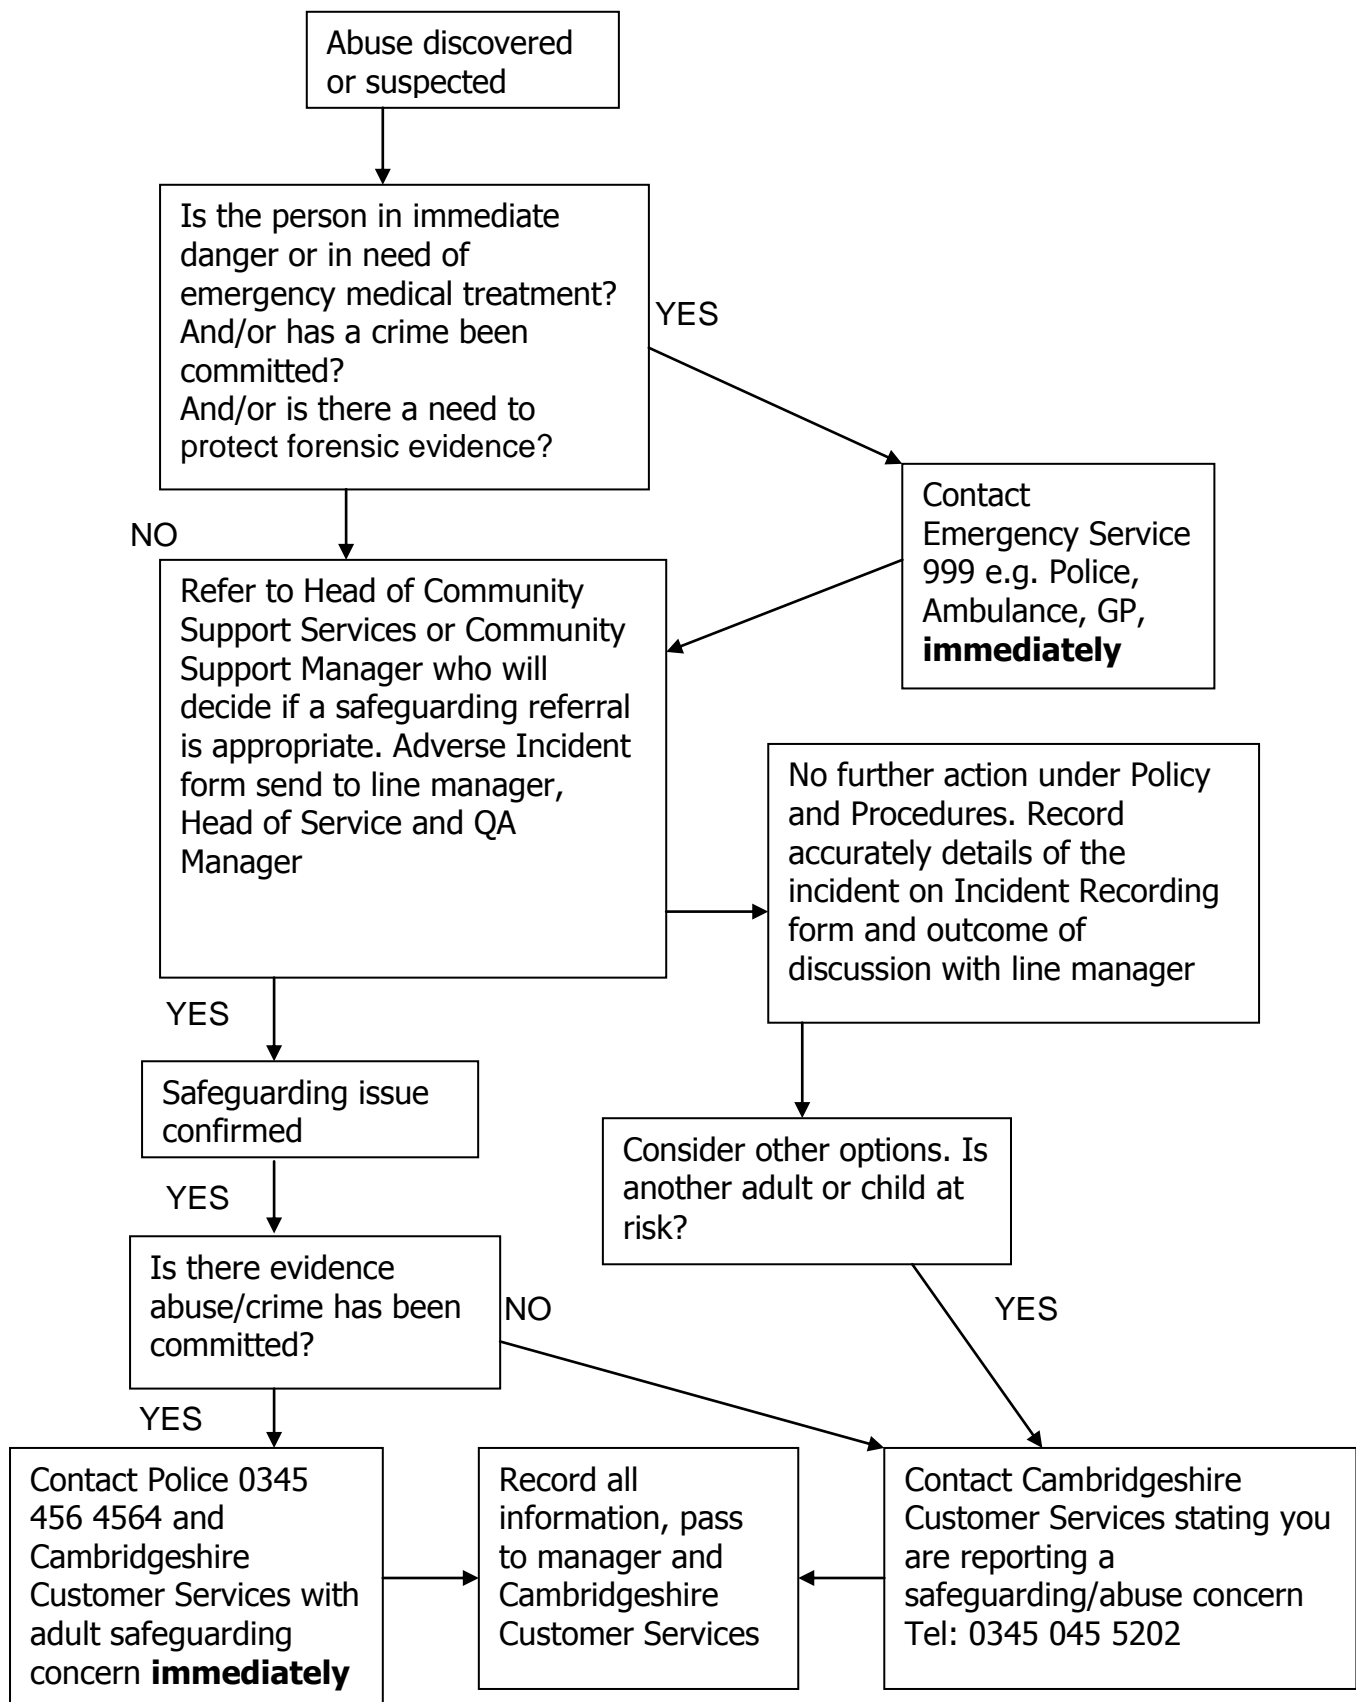 Abuse discovered
or suspected
Is the person in immediate
danger or in need of
emergency medical treatment?
And/or has a crime been
committed?
And/or is there a need to
protect forensic evidence?
YES
Contact
Emergency Service
999 e.g. Police,
Ambulance, GP,
immediately
NO
Refer to Head of Community
Support Services or Community
Support Manager who will
decide if a safeguarding referral
is appropriate. Adverse Incident
form send to line manager,
Head of Service and QA
Manager
No further action under Policy
and Procedures. Record
accurately details of the
incident on Incident Recording
form and outcome of
discussion with line manager
YES
Safeguarding issue
confirmed
Consider other options. Is
another adult or child at
risk?
YES
Is there evidence
abuse/crime has been
committed?
NO
YES
YES
Contact Police 0345
456 4564 and
Cambridgeshire
Customer Services with
adult safeguarding
concern immediately
Record all
information, pass
to manager and
Cambridgeshire
Customer Services
Contact Cambridgeshire
Customer Services stating you
are reporting a
safeguarding/abuse concern
Tel: 0345 045 5202